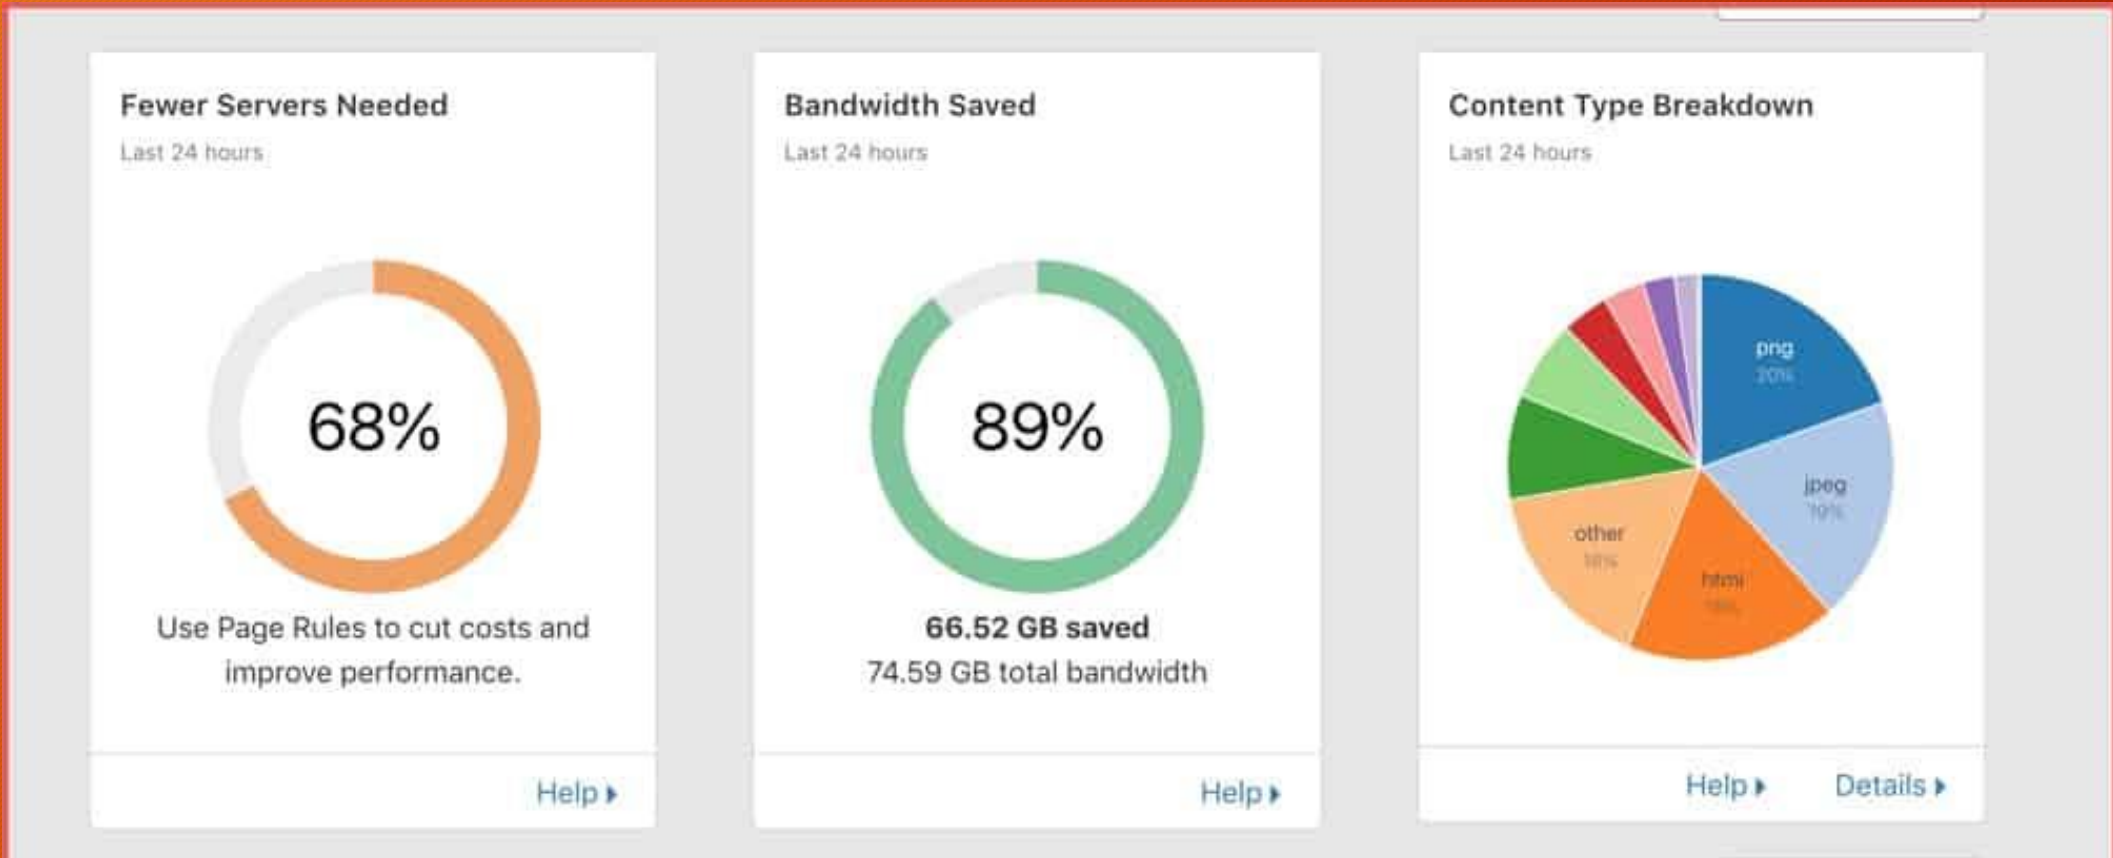 Fewer Servers Needed
Last 24 hours
68%
Use Page Rules to cut costs and
improve performance.
Help
Bandwidth Saved
Last 24 hours
89%
66.52 GB saved
74.59 GB total bandwidth
Help
Content Type Breakdown
Last 24 hours
png
20%
jpeg
19%
html
other
Help
Details